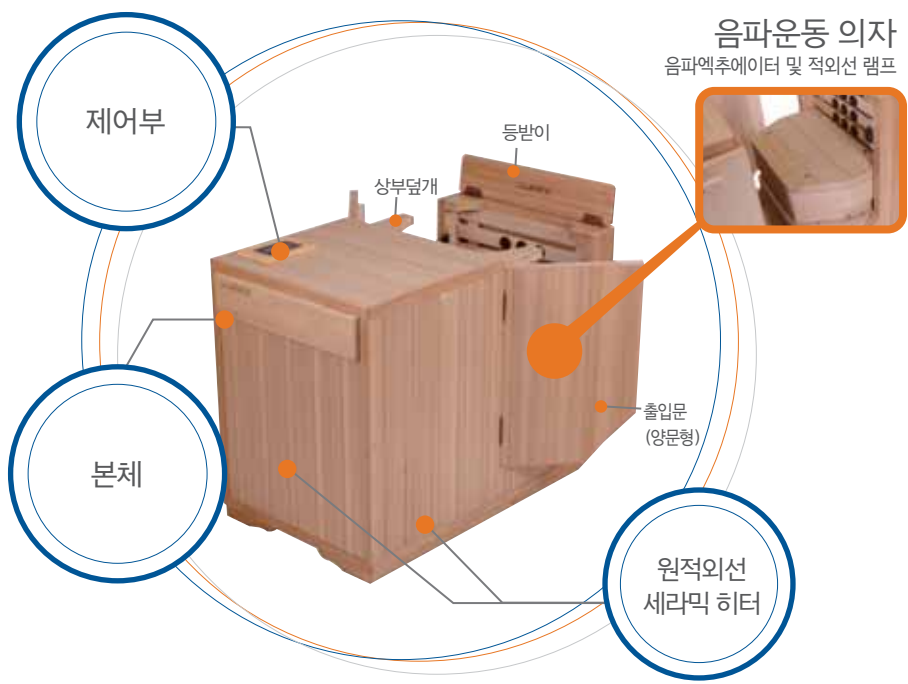 음파운동 의자
음파엑추에이터 및 적외선 램프
제어부
등받이
상부덮개
출입문
(양문형)
본체
원적외선
세라믹 히터